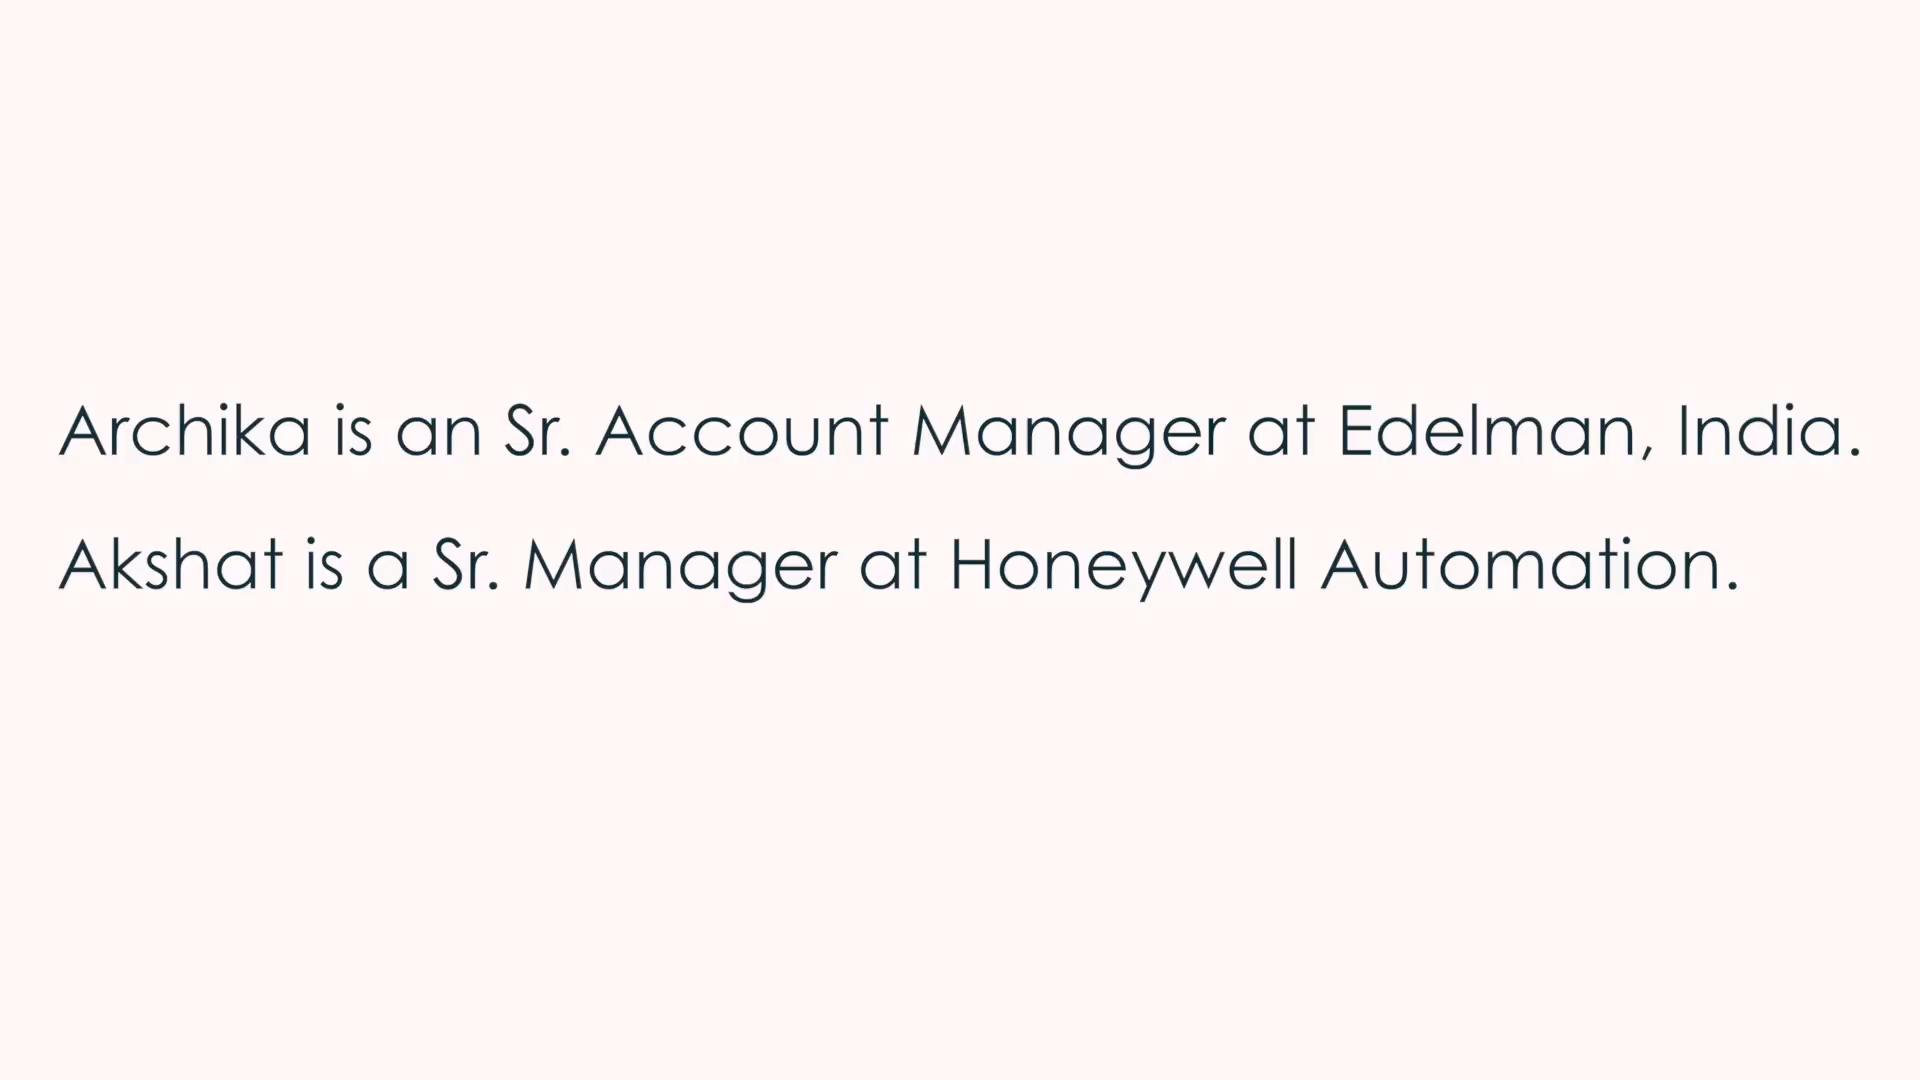 Archika is an Sr. Account Manager at Edelman, India.
Akshat is a Sr. Manager at Honeywell Automation.